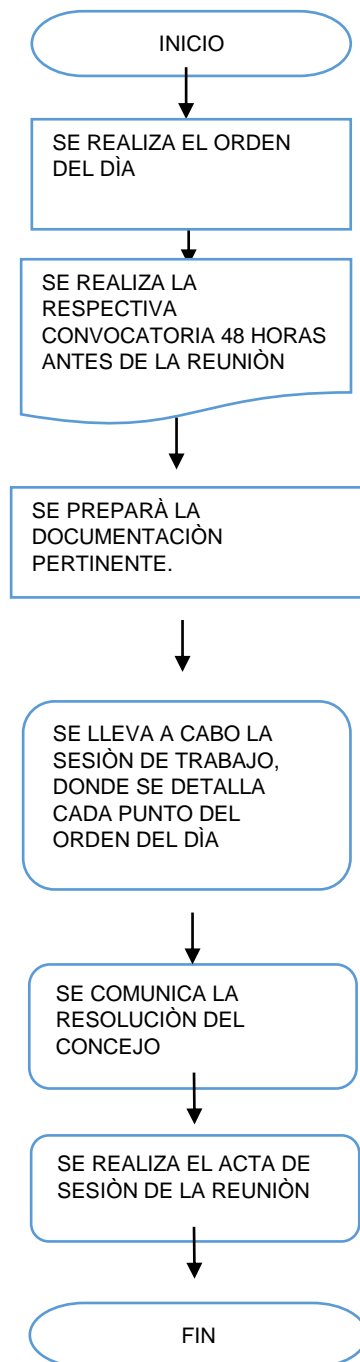 INICIO
SE REALIZA EL ORDEN
DEL DÌA
SE REALIZA LA
RESPECTIVA
CONVOCATORIA 48 HORAS
ANTES DE LA REUNIÒN
SE PREPARÀ LA
DOCUMENTACIÒN
PERTINENTE.
SE LLEVA A CABO LA
SESIÒN DE TRABAJO,
DONDE SE DETALLA
CADA PUNTO DEL
ORDEN DEL DÌA
SE COMUNICA LA
RESOLUCIÒN DEL
CONCEJO
SE REALIZA EL ACTA DE
SESIÒN DE LA REUNIÒN
FIN